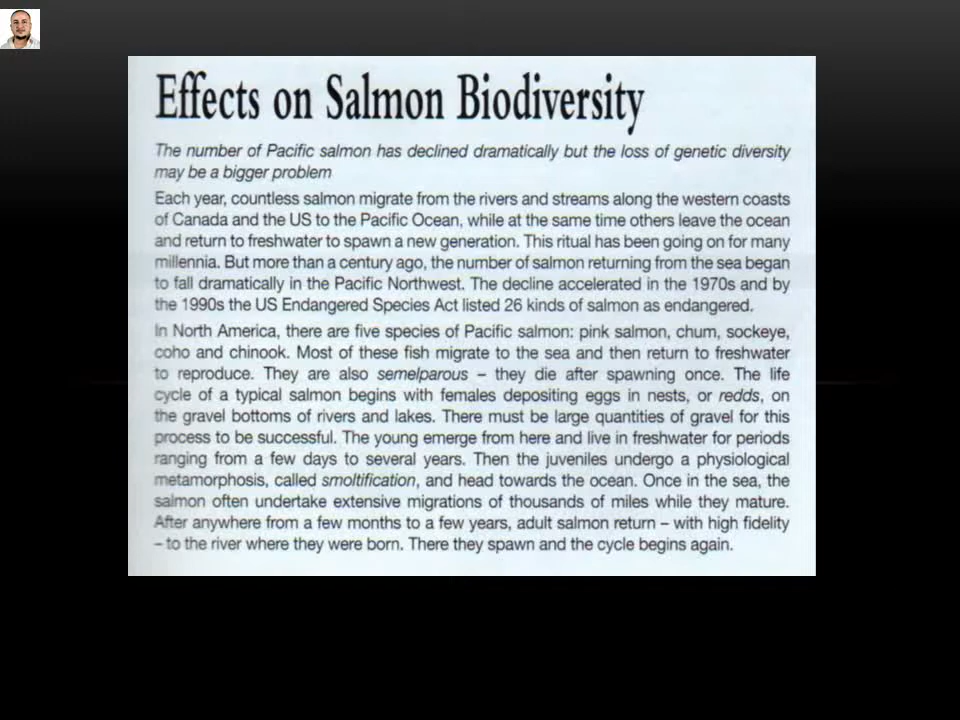 Effects on Salmon Biodiversity
The number of Pacific salmon has declined dramatically but the loss of genetic diversity
may be a bigger problem
Each year, countless salmon migrate from the rivers and streams along the western coasts
of Canada and the US to the Pacific Ocean, while at the same time others leave the ocean
and return to freshwater to spawn a new generation. This ritual has been going on for many
millennia. But more than a century ago, the number of salmon returning from the sea began
to fall dramatically in the Pacific Northwest. The decline accelerated in the 1970s and by
the 1990s the US Endangered Species Act listed 26 kinds of salmon as endangered.
In North America, there are five species of Pacific salmon: pink salmon, chum, sockeye,
coho and chinook. Most of these fish migrate to the sea and then return to freshwater
to reproduce. They are also semelparous – they die after spawning once. The life
cycle of a typical salmon begins with females depositing eggs in nests, or redds, on
the gravel bottoms of rivers and lakes. There must be large quantities of gravel for this
process to be successful. The young emerge from here and live in freshwater for periods
ranging from a few days to several years. Then the juveniles undergo a physiological
metamorphosis, called smoltification, and head towards the ocean. Once in the sea, the
salmon often undertake extensive migrations of thousands of miles while they mature.
After anywhere from a few months to a few years, adult salmon return – with high fidelity
– to the river where they were born. There they spawn and the cycle begins again.